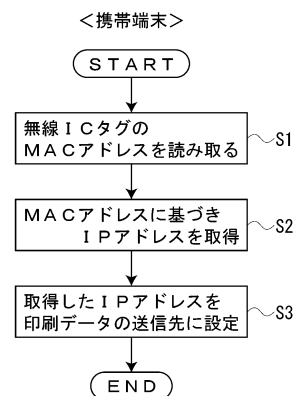 ＜携帯端末＞
ＳＴＡＲＴ
無線ＩＣタグの
ＭＡＣアドレスを読み取る
S1
ＭＡＣアドレスに基づき
ＩＰアドレスを取得
S2
取得したＩＰアドレスを
印刷データの送信先に設定
S3
ＥＮＤ